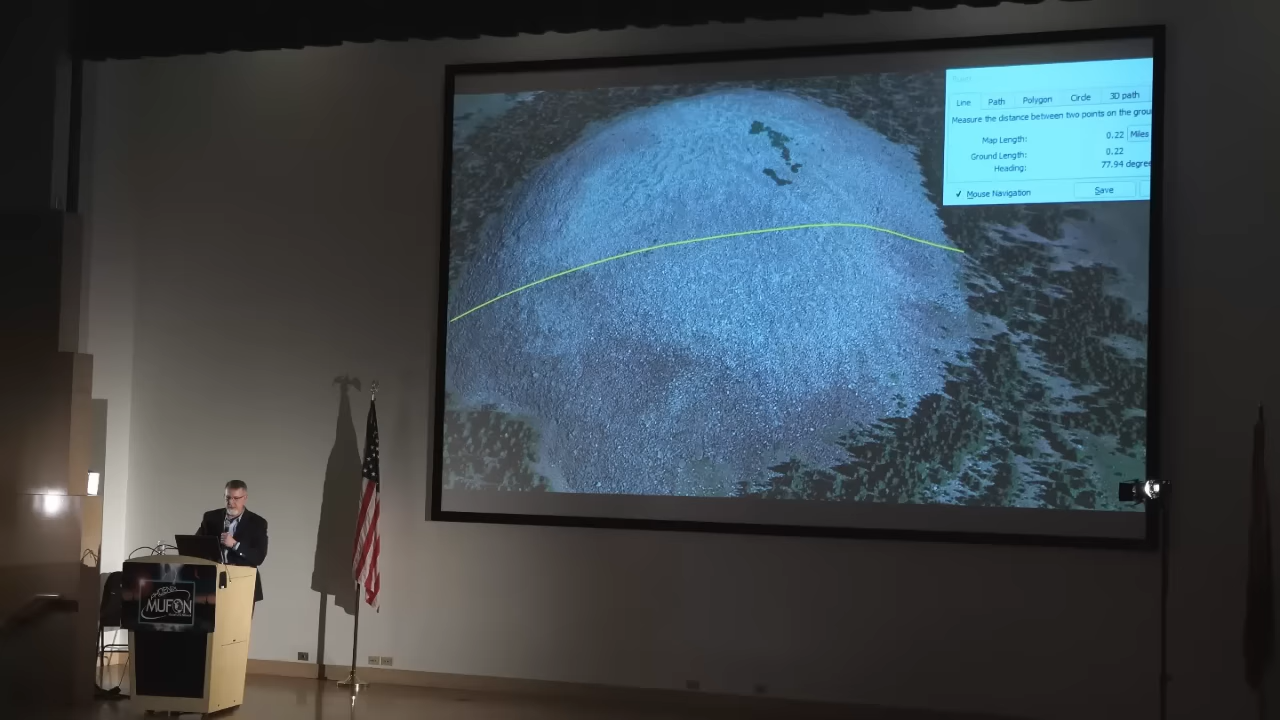 Line Path Polygon Circle 3D path
Measure the distance between two points on the grou
Map Length: 0.22 Miles
Ground Length: 0.22
Heading: 77.94 degree
✓ Mouse Navigation Save
MUFON